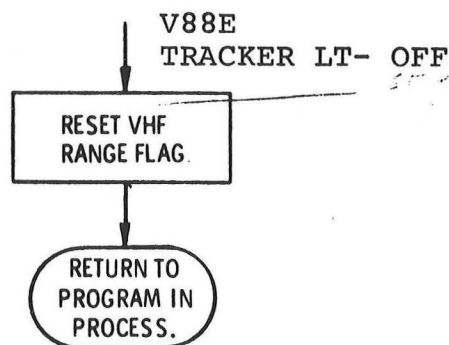 V88E
TRACKER LT- OFF
RESET VHF
RANGE FLAG.
RETURN TO
PROGRAM IN
PROCESS.